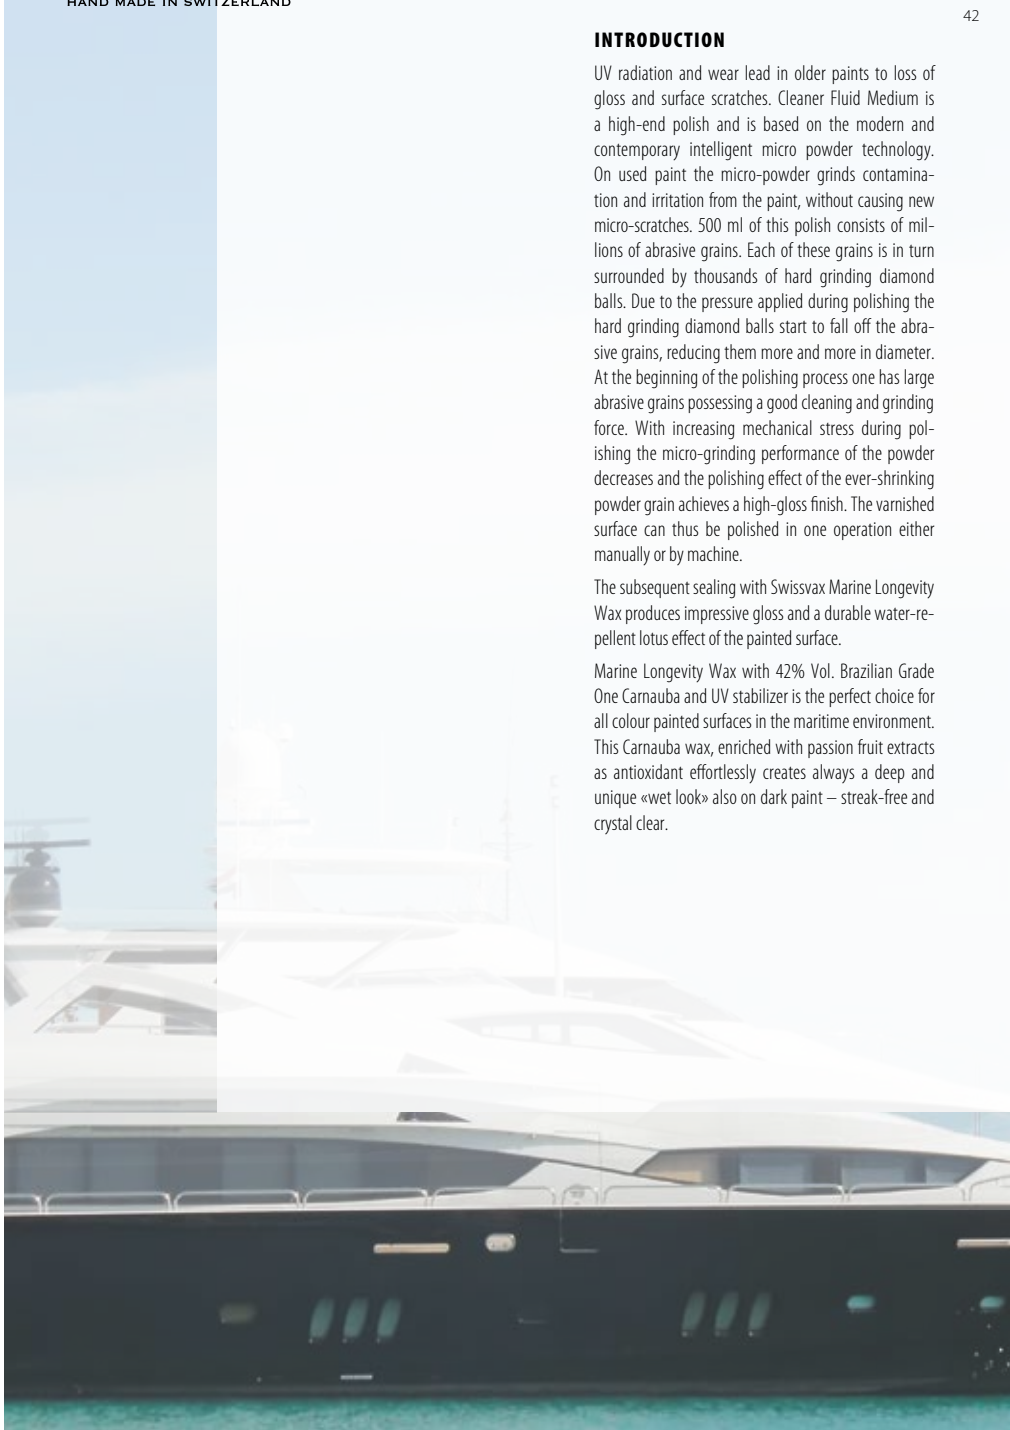 HAND MADE IN SWITZERLAND
42
INTRODUCTION
UV radiation and wear lead in older paints to loss of
gloss and surface scratches. Cleaner Fluid Medium is
a high-end polish and is based on the modern and
contemporary intelligent micro powder technology.
On used paint the micro-powder grinds contamina-
tion and irritation from the paint, without causing new
micro-scratches. 500 ml of this polish consists of mil-
lions of abrasive grains. Each of these grains is in turn
surrounded by thousands of hard grinding diamond
balls. Due to the pressure applied during polishing the
hard grinding diamond balls start to fall off the abra-
sive grains, reducing them more and more in diameter.
At the beginning of the polishing process one has large
abrasive grains possessing a good cleaning and grinding
force. With increasing mechanical stress during pol-
ishing the micro-grinding performance of the powder
decreases and the polishing effect of the ever-shrinking
powder grain achieves a high-gloss finish. The varnished
surface can thus be polished in one operation either
manually or by machine.
The subsequent sealing with Swissvax Marine Longevity
Wax produces impressive gloss and a durable water-re-
pellent lotus effect of the painted surface.
Marine Longevity Wax with 42% Vol. Brazilian Grade
One Carnauba and UV stabilizer is the perfect choice for
all colour painted surfaces in the maritime environment.
This Carnauba wax, enriched with passion fruit extracts
as antioxidant effortlessly creates always a deep and
unique «wet look» also on dark paint – streak-free and
crystal clear.